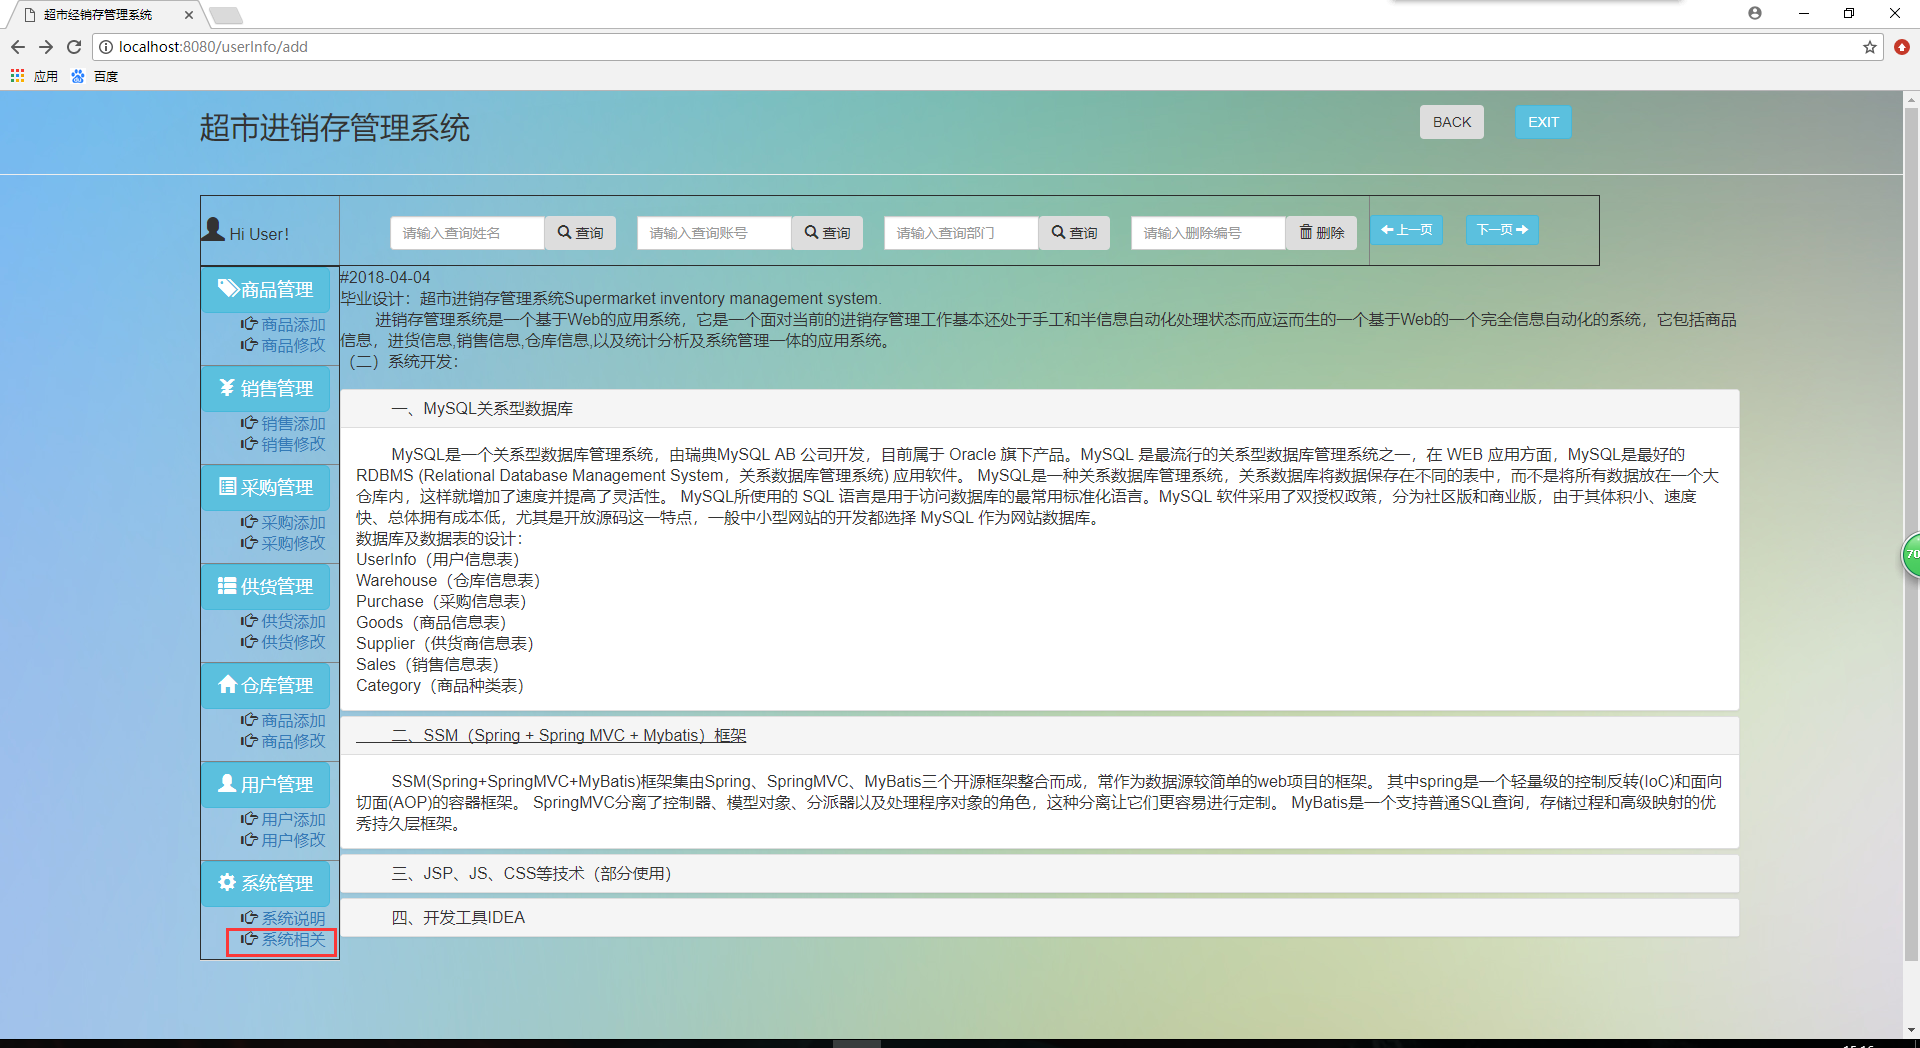 超市经销存管理系统
localhost:8080/userInfo/add
应用 百度
超市进销存管理系统
BACK EXIT
Hi User!
请输入查询姓名 查询 请输入查询账号 查询 请输入查询部门 查询 请输入删除编号 删除 上一页 下一页
商品管理
商品添加
商品修改
销售管理
销售添加
销售修改
采购管理
采购添加
采购修改
供货管理
供货添加
供货修改
仓库管理
商品添加
商品修改
用户管理
用户添加
用户修改
系统管理
系统说明
系统相关
#2018-04-04
毕业设计：超市进销存管理系统Supermarket inventory management system.
进销存管理系统是一个基于Web的应用系统，它是一个面对当前的进销存管理工作基本还处于手工和半信息自动化处理状态而应运而生的一个基于Web的一个完全信息自动化的系统，它包括商品
信息，进货信息,销售信息,仓库信息,以及统计分析及系统管理一体的应用系统。
（二）系统开发：
一、MySQL关系型数据库
MySQL是一个关系型数据库管理系统，由瑞典MySQL AB 公司开发，目前属于 Oracle 旗下产品。MySQL 是最流行的关系型数据库管理系统之一，在 WEB 应用方面，MySQL是最好的
RDBMS (Relational Database Management System，关系数据库管理系统) 应用软件。 MySQL是一种关系数据库管理系统，关系数据库将数据保存在不同的表中，而不是将所有数据放在一个大
仓库内，这样就增加了速度并提高了灵活性。 MySQL所使用的 SQL 语言是用于访问数据库的最常用标准化语言。MySQL 软件采用了双授权政策，分为社区版和商业版，由于其体积小、速度
快、总体拥有成本低，尤其是开放源码这一特点，一般中小型网站的开发都选择 MySQL 作为网站数据库。
数据库及数据表的设计：
UserInfo（用户信息表）
Warehouse（仓库信息表）
Purchase（采购信息表）
Goods（商品信息表）
Supplier（供货商信息表）
Sales（销售信息表）
Category（商品种类表）
二、SSM（Spring + Spring MVC + Mybatis）框架
SSM(Spring+SpringMVC+MyBatis)框架集由Spring、SpringMVC、MyBatis三个开源框架整合而成，常作为数据源较简单的web项目的框架。 其中spring是一个轻量级的控制反转(IoC)和面向
切面(AOP)的容器框架。 SpringMVC分离了控制器、模型对象、分派器以及处理程序对象的角色，这种分离让它们更容易进行定制。 MyBatis是一个支持普通SQL查询，存储过程和高级映射的优
秀持久层框架。
三、JSP、JS、CSS等技术（部分使用）
四、开发工具IDEA
70